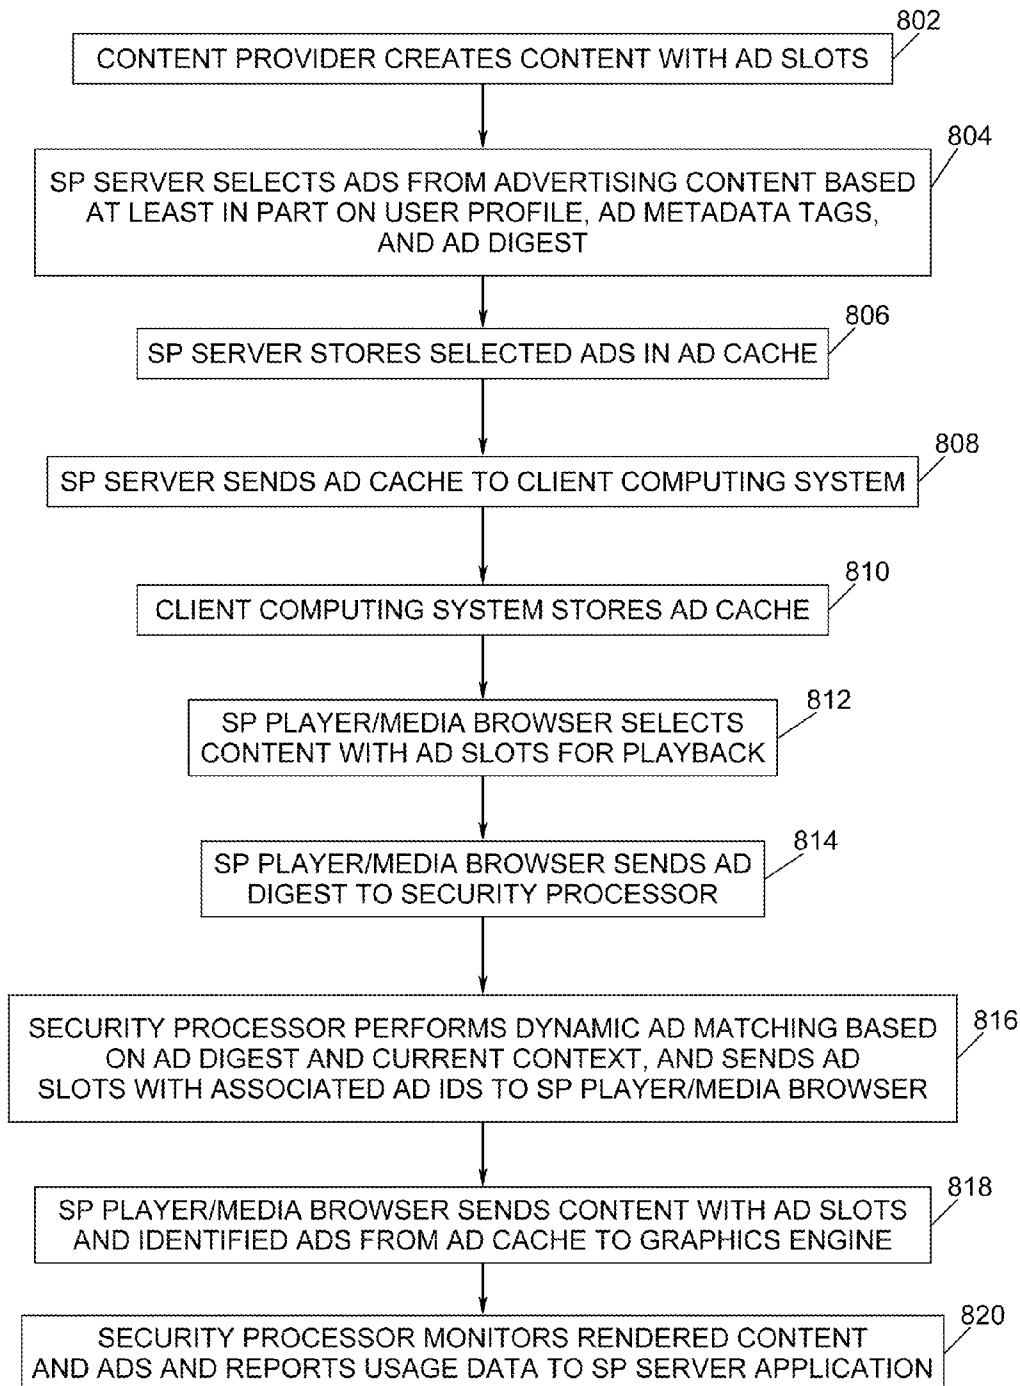 802
CONTENT PROVIDER CREATES CONTENT WITH AD SLOTS
804
SP SERVER SELECTS ADS FROM ADVERTISING CONTENT BASED
AT LEAST IN PART ON USER PROFILE, AD METADATA TAGS,
AND AD DIGEST
806
SP SERVER STORES SELECTED ADS IN AD CACHE
808
SP SERVER SENDS AD CACHE TO CLIENT COMPUTING SYSTEM
810
CLIENT COMPUTING SYSTEM STORES AD CACHE
812
SP PLAYER/MEDIA BROWSER SELECTS
CONTENT WITH AD SLOTS FOR PLAYBACK
814
SP PLAYER/MEDIA BROWSER SENDS AD
DIGEST TO SECURITY PROCESSOR
816
SECURITY PROCESSOR PERFORMS DYNAMIC AD MATCHING BASED
ON AD DIGEST AND CURRENT CONTEXT, AND SENDS AD
SLOTS WITH ASSOCIATED AD IDS TO SP PLAYER/MEDIA BROWSER
818
SP PLAYER/MEDIA BROWSER SENDS CONTENT WITH AD SLOTS
AND IDENTIFIED ADS FROM AD CACHE TO GRAPHICS ENGINE
820
SECURITY PROCESSOR MONITORS RENDERED CONTENT
AND ADS AND REPORTS USAGE DATA TO SP SERVER APPLICATION